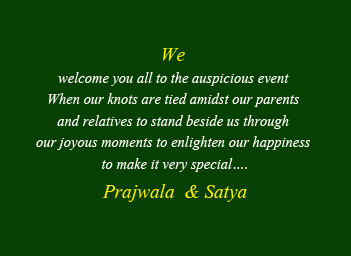 We
welcome you all to the auspicious event
When our knots are tied amidst our parents
and relatives to stand beside us through
our joyous moments to enlighten our happiness
to make it very special....
Prajwala & Satya